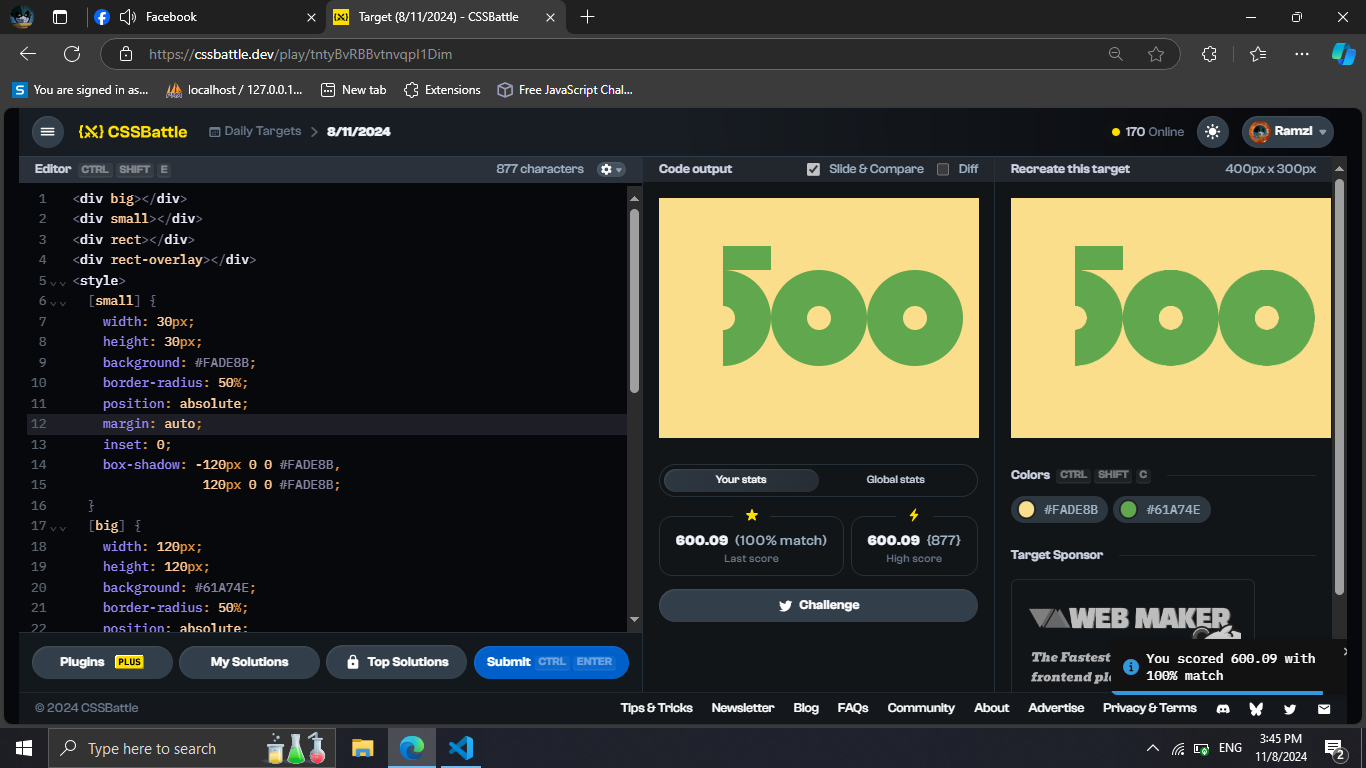 Facebook
Target (8/11/2024) - CSSBattle
https://cssbattle.dev/play/tntyBvRBBvtnvqpI1Dim
S You are signed in as...
localhost / 127.0.0.1...
New tab
Extensions
Free JavaScript Chal...
{X} CSSBattle
Daily Targets > 8/11/2024
170 Online
Ramzi
Editor CTRL SHIFT E
877 characters
1 <div big></div>
2 <div small></div>
3 <div rect></div>
4 <div rect-overlay></div>
5 <style>
6 [small] {
7 width: 30px;
8 height: 30px;
9 background: #FADE8B;
10 border-radius: 50%;
11 position: absolute;
12 margin: auto;
13 inset: 0;
14 box-shadow: -120px 0 0 #FADE8B,
15 120px 0 0 #FADE8B;
16 }
17 [big] {
18 width: 120px;
19 height: 120px;
20 background: #61A74E;
21 border-radius: 50%;
22 position: absolute;
Plugins PLUS
My Solutions
Top Solutions
Submit CTRL ENTER
Code output
Slide & Compare
Diff
500
Your stats
Global stats
600.09 (100% match)
Last score
600.09 {877}
High score
Challenge
Recreate this target
400px x 300px
500
Colors CTRL SHIFT C
#FADE8B
#61A74E
Target Sponsor
WEB MAKER
The Fastest
frontend
You scored 600.09 with
100% match
© 2024 CSSBattle
Tips & Tricks
Newsletter
Blog
FAQs
Community
About
Advertise
Privacy & Terms
Type here to search
ENG
3:45 PM
11/8/2024
2